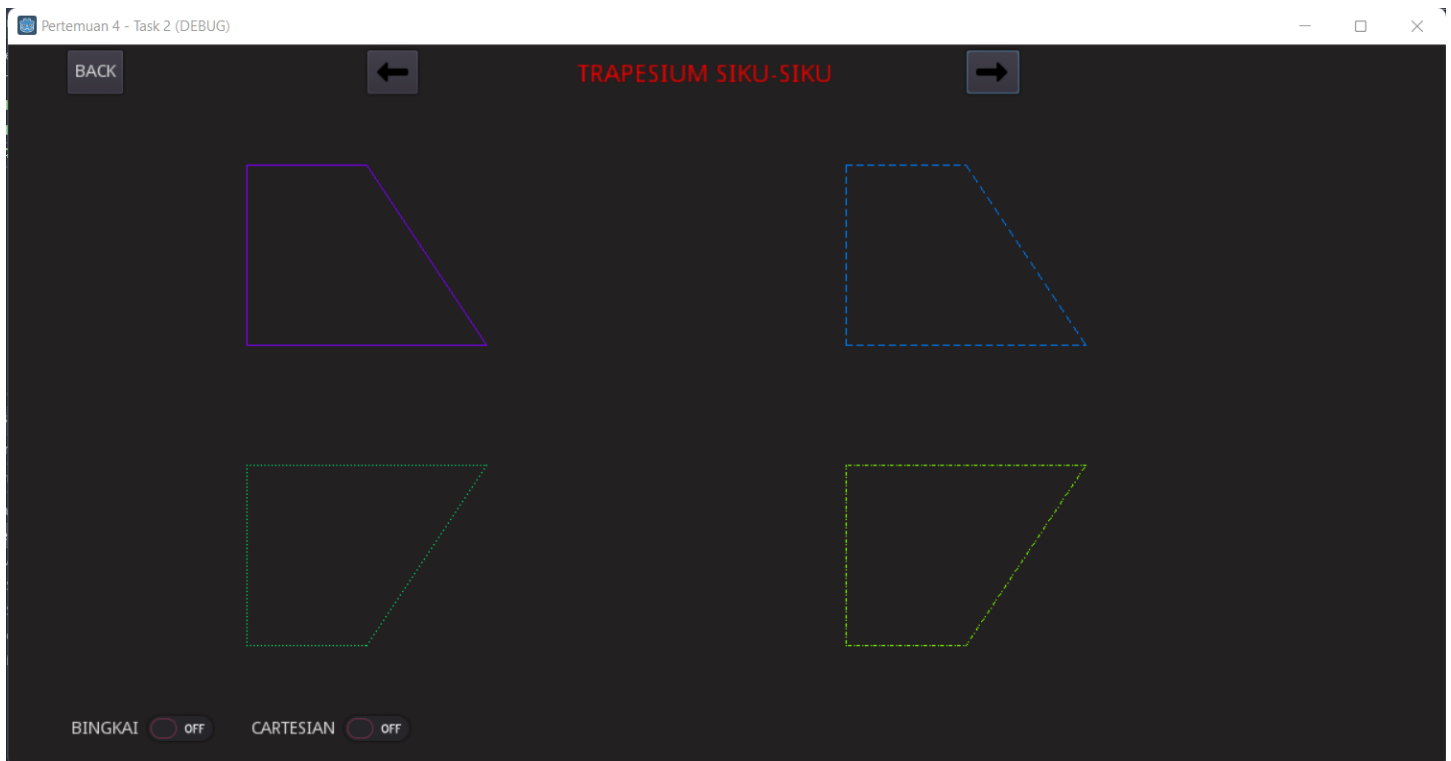 Pertemuan 4 - Task 2 (DEBUG)
BACK
TRAPESIUM SIKU-SIKU
BINGKAI OFF CARTESIAN OFF